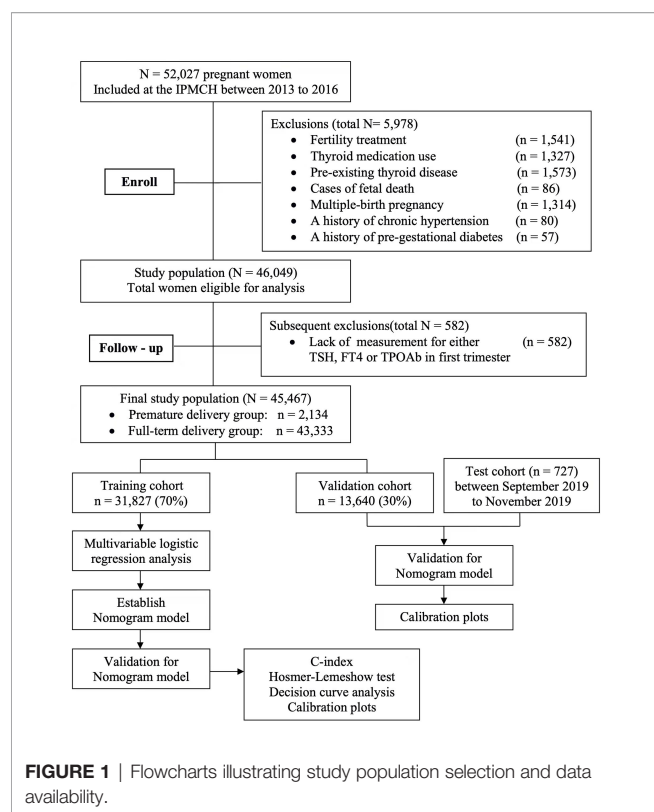 N = 52,027 pregnant women
Included at the IPMCH between 2013 to 2016
Exclusions (total N= 5,978)
• Fertility treatment (n = 1,541)
• Thyroid medication use (n = 1,327)
• Pre-existing thyroid disease (n = 1,573)
• Cases of fetal death (n = 86)
• Multiple-birth pregnancy (n = 1,314)
• A history of chronic hypertension (n = 80)
• A history of pre-gestational diabetes (n = 57)
Enroll
Study population (N = 46,049)
Total women eligible for analysis
Subsequent exclusions(total N = 582)
• Lack of measurement for either (n = 582)
TSH, FT4 or TPOAb in first trimester
Follow - up
Final study population (N = 45,467)
• Premature delivery group: n = 2,134
• Full-term delivery group: n = 43,333
Training cohort
n = 31,827 (70%)
Validation cohort
n = 13,640 (30%)
Test cohort (n = 727)
between September 2019
to November 2019
Multivariable logistic
regression analysis
Validation for
Nomogram model
Establish
Nomogram model
Calibration plots
Validation for
Nomogram model
C-index
Hosmer-Lemeshow test
Decision curve analysis
Calibration plots
FIGURE 1 | Flowcharts illustrating study population selection and data
availability.